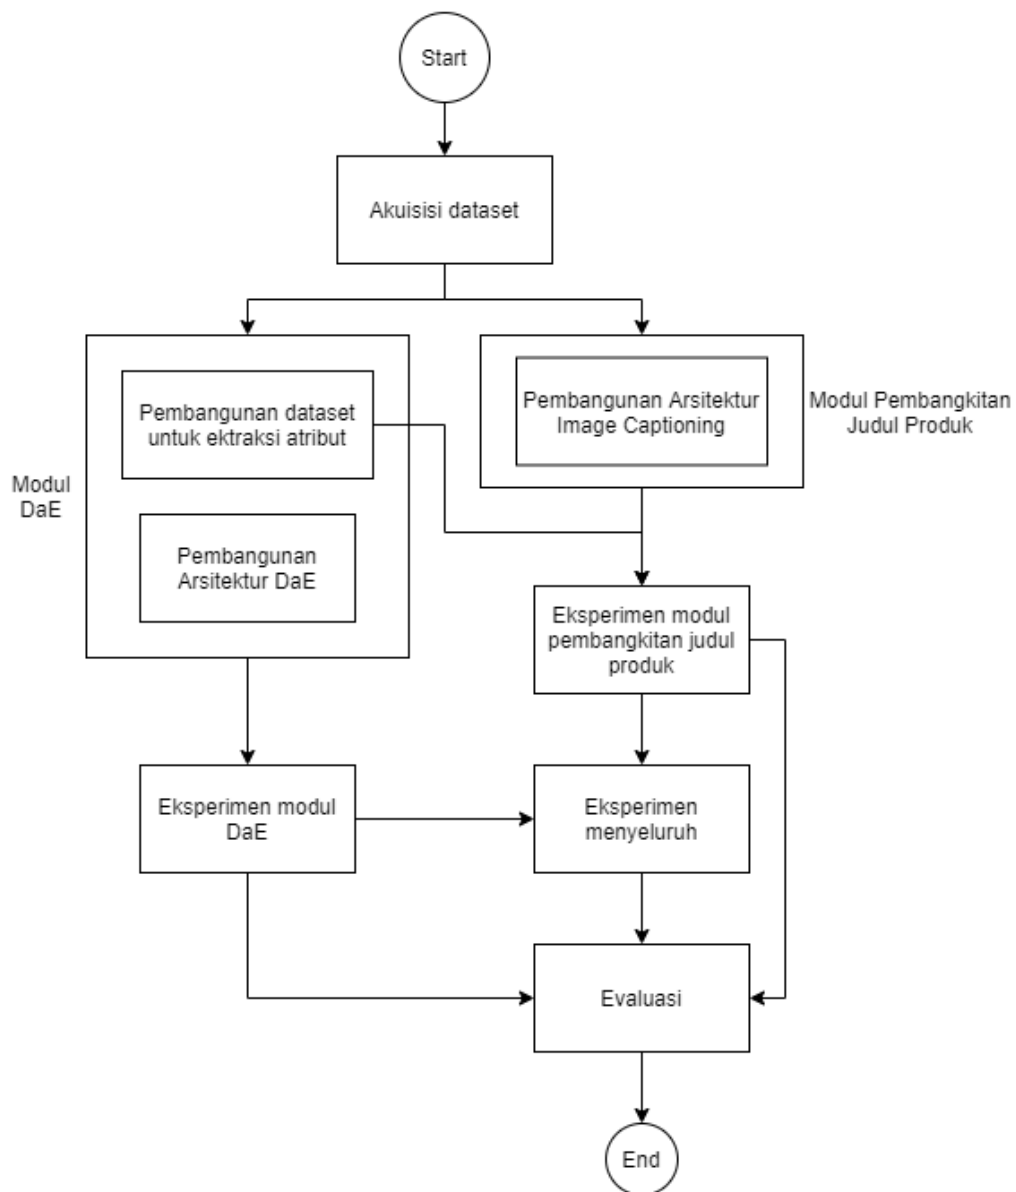 Start
Akuisisi dataset
Pembangunan dataset
untuk ektraksi atribut
Modul
DaE
Pembangunan
Arsitektur DaE
Pembangunan Arsitektur
Image Captioning
Modul Pembangkitan
Judul Produk
Eksperimen modul
pembangkitan judul
produk
Eksperimen modul
DaE
Eksperimen
menyeluruh
Evaluasi
End